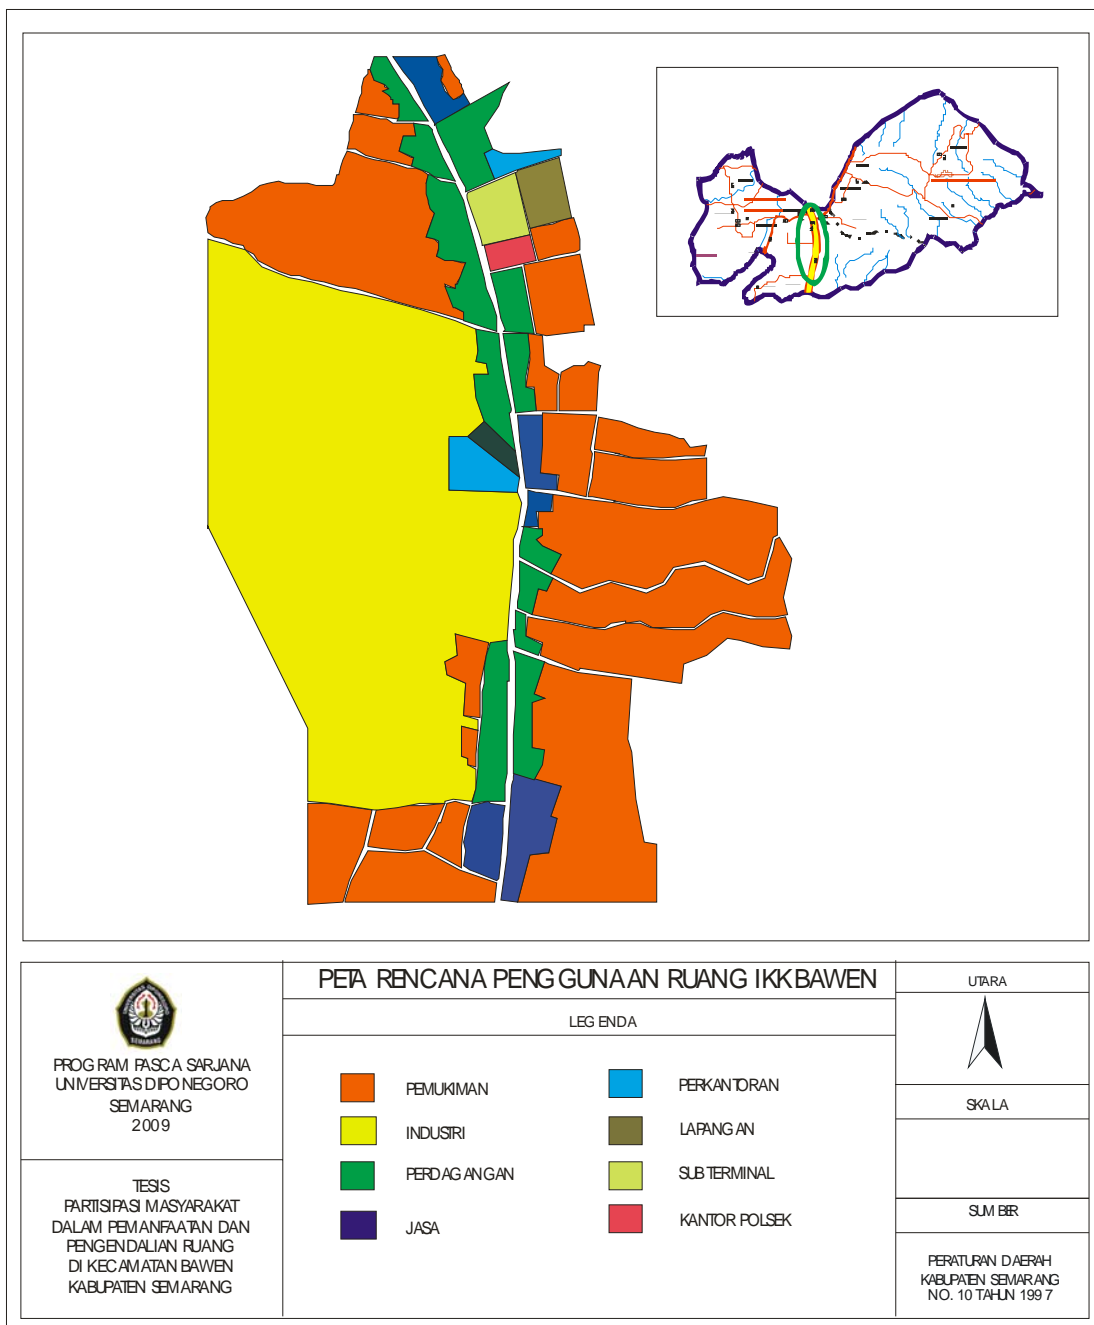 PROGRAM PASCA SARJANA
UNIVERSITAS DIPONEGORO
SEMARANG
2009
TESIS
PARTISIPASI MASYARAKAT
DALAM PEMANFAATAN DAN
PENGENDALIAN RUANG
DI KECAMATAN BAWEN
KABUPATEN SEMARANG
PETA RENCANA PENGGUNAAN RUANG IKK BAWEN
LEGENDA
PEMUKIMAN
INDUSTRI
PERDAGANGAN
JASA
PERKANTORAN
LAPANGAN
SUB TERMINAL
KANTOR POLSEK
UTARA
SKALA
SUMBER
PERATURAN DAERAH
KABUPATEN SEMARANG
NO. 10 TAHUN 1997